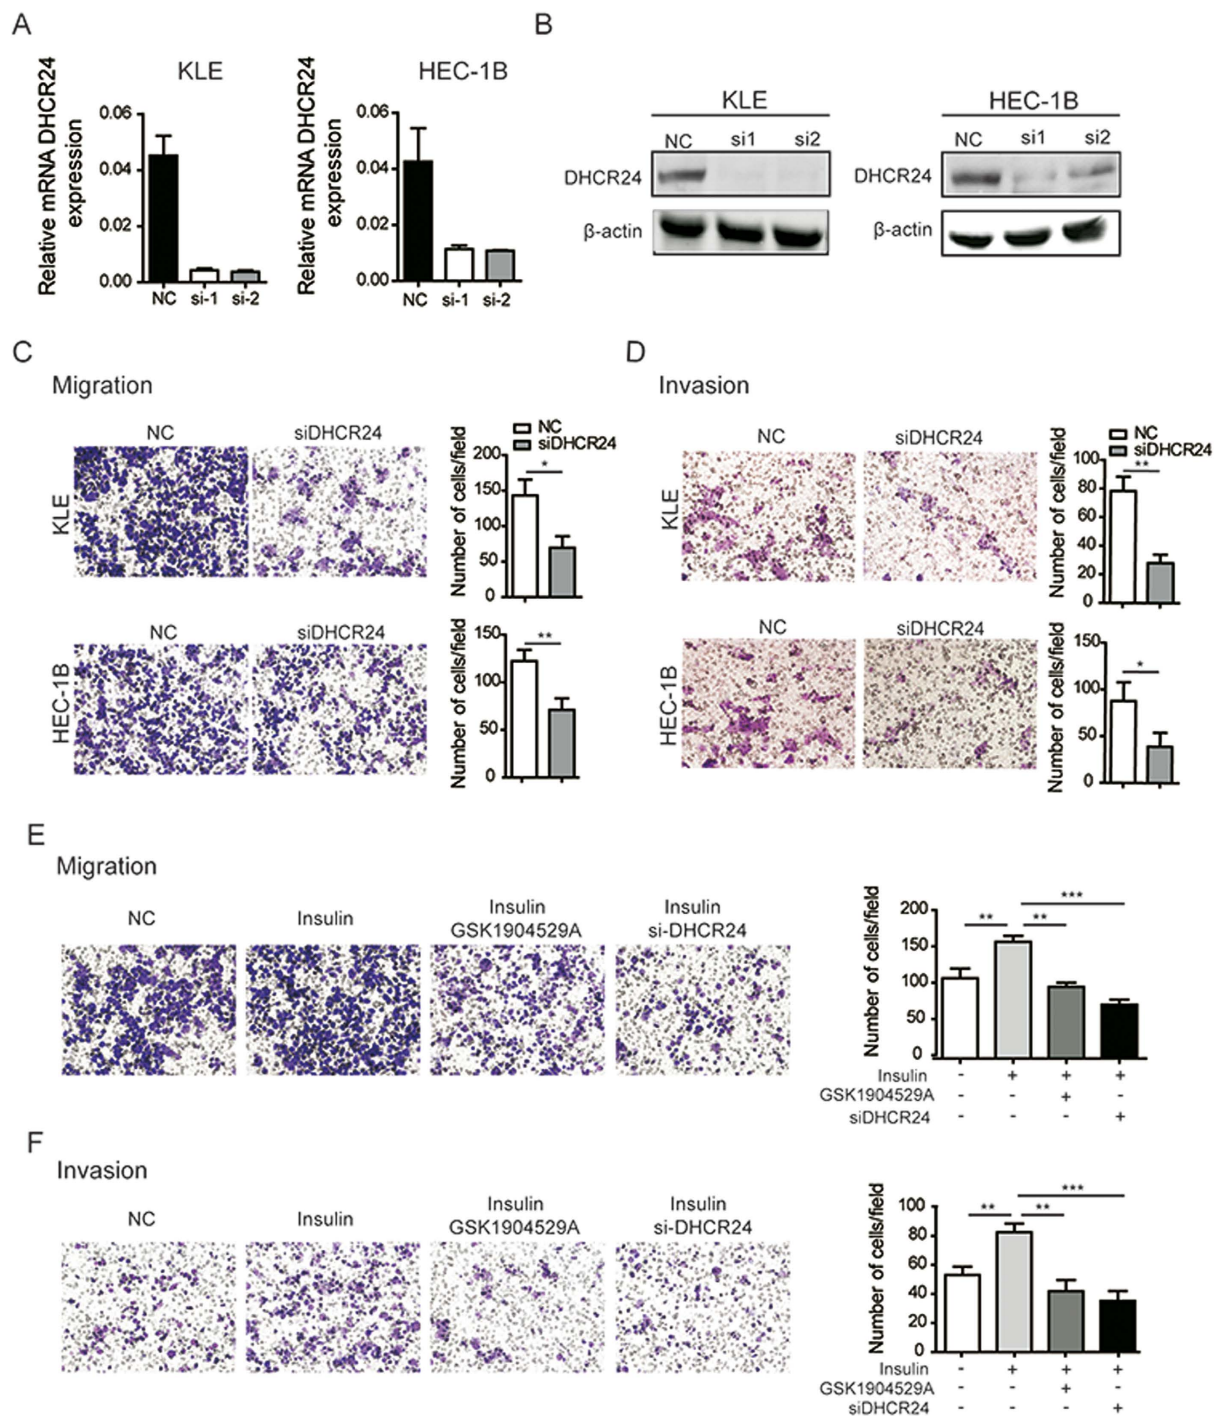 A
KLE
Relative mRNA DHCR24
expression
0.06
0.04
0.02
0.00
NC si-1 si-2
HEC-1B
Relative mRNA DHCR24
expression
0.06
0.04
0.02
0.00
NC si-1 si-2
B
KLE
NC si1 si2
DHCR24
β-actin
HEC-1B
NC si1 si2
DHCR24
β-actin
C
Migration
NC siDHCR24
KLE
NC
siDHCR24
Number of cells/field
200
150
100
50
0
*
NC siDHCR24
HEC-1B
Number of cells/field
150
100
50
0
**
D
Invasion
NC siDHCR24
KLE
NC
siDHCR24
Number of cells/field
100
80
60
40
20
0
**
NC siDHCR24
HEC-1B
Number of cells/field
150
100
50
0
*
E
Migration
NC
Insulin
Insulin
GSK1904529A
Insulin
si-DHCR24
Number of cells/field
200
150
100
50
0
***
** **
Insulin - + + +
GSK1904529A - - + -
siDHCR24 - - - +
F
Invasion
NC
Insulin
Insulin
GSK1904529A
Insulin
si-DHCR24
Number of cells/field
100
80
60
40
20
0
***
** **
Insulin - + + +
GSK1904529A - - + -
siDHCR24 - - - +